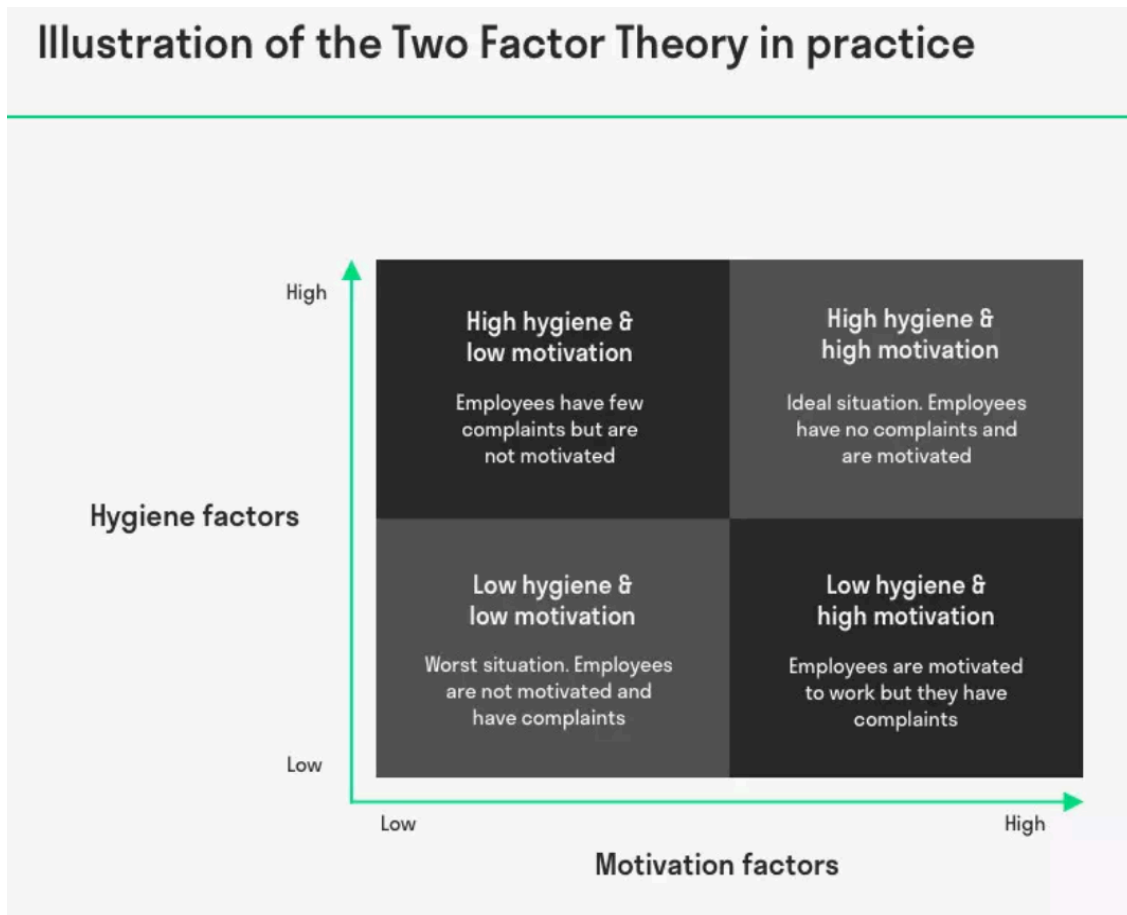 Illustration of the Two Factor Theory in practice
High
High hygiene &
low motivation
Employees have few
complaints but are
not motivated
High hygiene &
high motivation
Ideal situation. Employees
have no complaints and
are motivated
Hygiene factors
Low hygiene &
low motivation
Worst situation. Employees
are not motivated and
have complaints
Low hygiene &
high motivation
Employees are motivated
to work but they have
complaints
Low
Low
High
Motivation factors